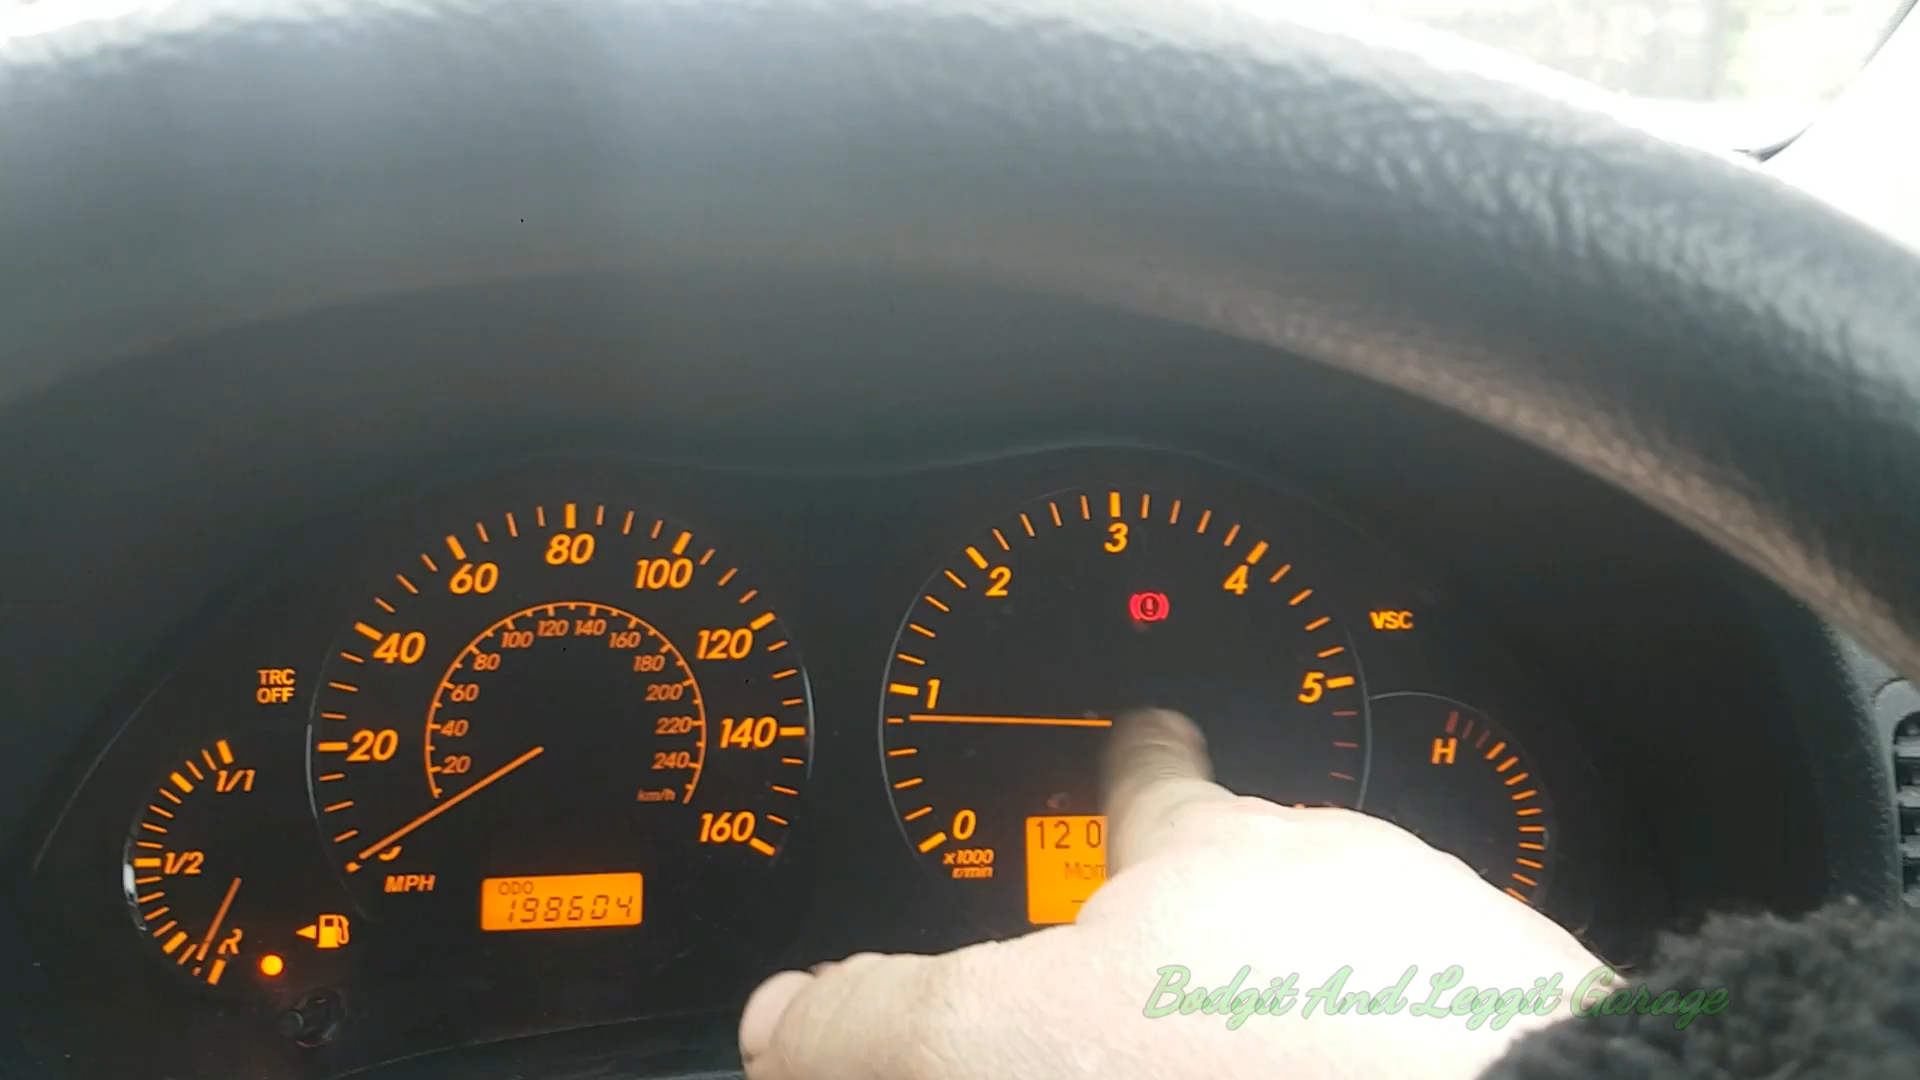 TRC
OFF
1/1
1/2
R
20
40
60
80
100
120
140
160
20
40
60
80
100
120
140
160
180
200
220
240
km/h
MPH
ODO
198604
0
1
2
3
4
5
x1000
r/min
12 0
VSC
H
Bodgit And Leggit Garage